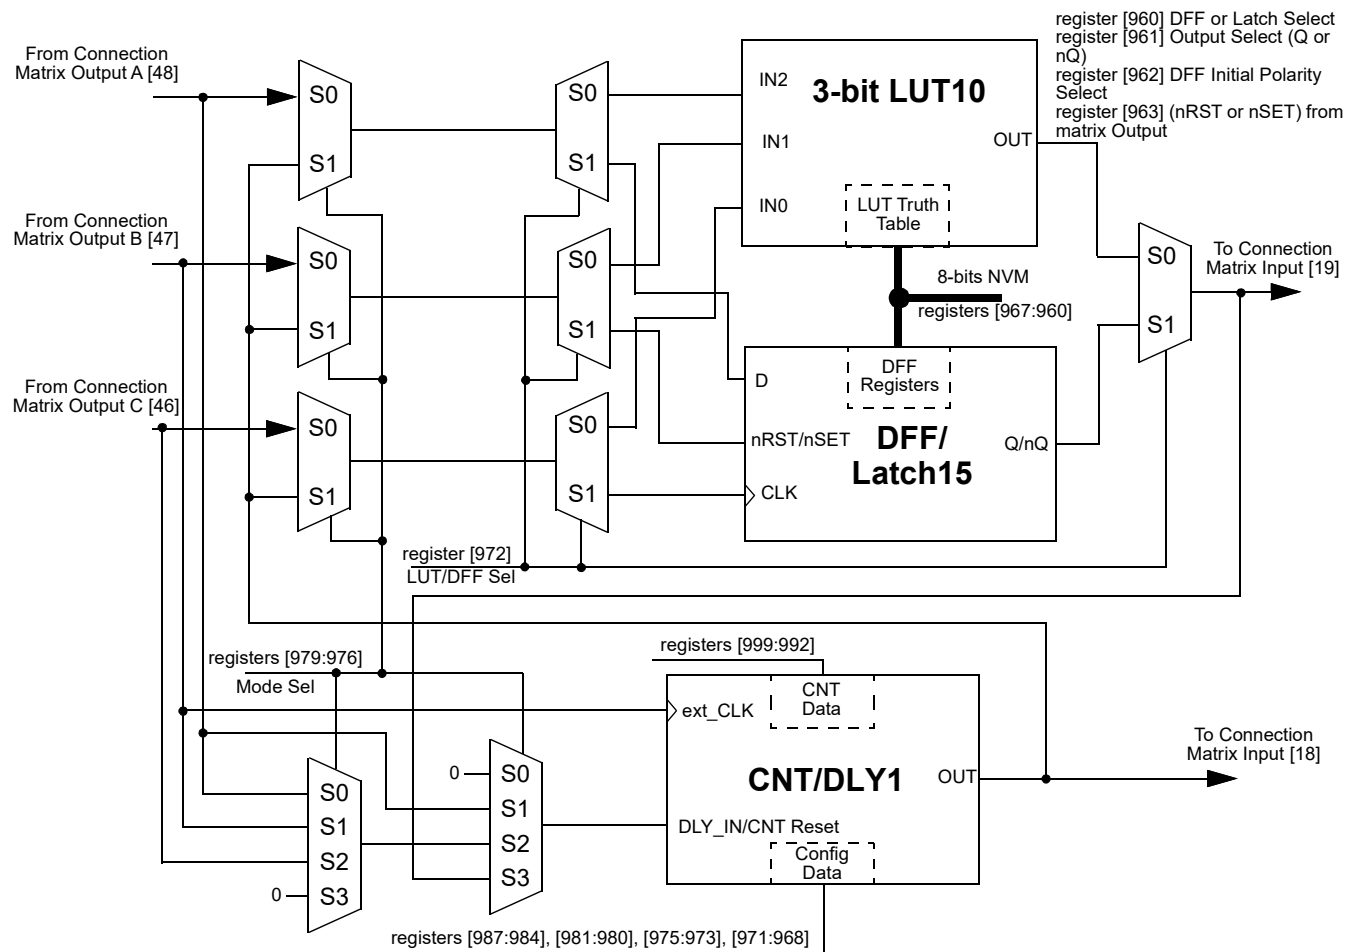 register [960] DFF or Latch Select
register [961] Output Select (Q or
nQ)
register [962] DFF Initial Polarity
Select
register [963] (nRST or nSET) from
matrix Output
From Connection
Matrix Output A [48]
S0
S1
S0
S1
IN2
IN1
IN0
3-bit LUT10
OUT
LUT Truth
Table
From Connection
Matrix Output B [47]
S0
S1
S0
S1
8-bits NVM
registers [967:960]
S0
S1
To Connection
Matrix Input [19]
From Connection
Matrix Output C [46]
S0
S1
S0
S1
D
nRST/nSET
CLK
DFF
Registers
DFF/
Latch15
Q/nQ
register [972]
LUT/DFF Sel
registers [979:976]
Mode Sel
registers [999:992]
CNT
Data
ext_CLK
CNT/DLY1
OUT
To Connection
Matrix Input [18]
DLY_IN/CNT Reset
Config
Data
0
S0
S1
S2
S3
S0
S1
S2
0
S3
registers [987:984], [981:980], [975:973], [971:968]